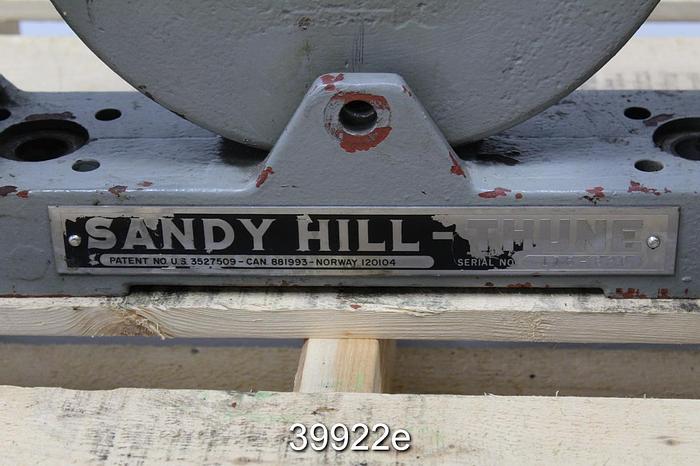 SANDY HILL - THUNE
PATENT NO U.S. 3527509 - CAN 881993 - NORWAY 120104 SERIAL NO
39922e